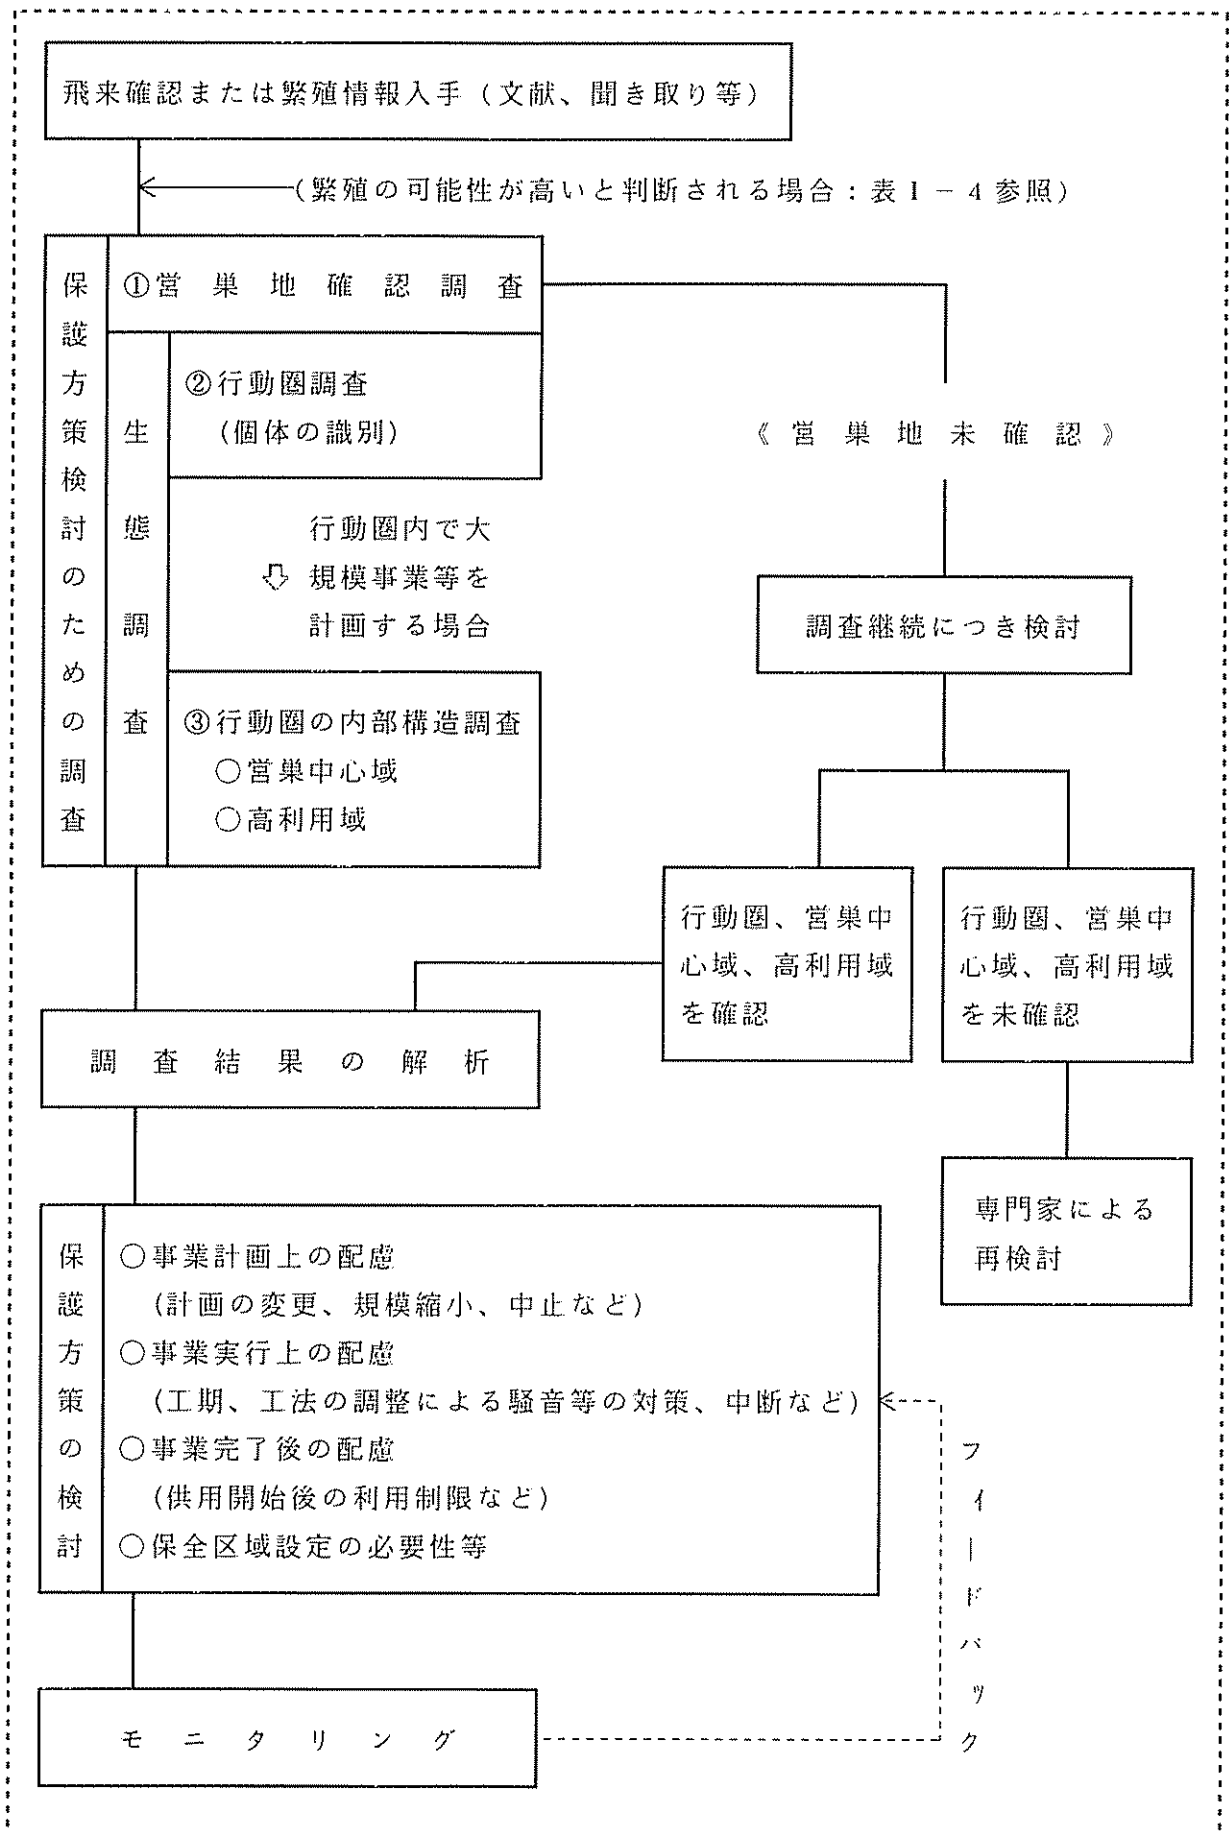 飛来確認または繁殖情報入手（文献、聞き取り等）
（繁殖の可能性が高いと判断される場合：表Ⅰ－４参照）
保護方策検討のための調査
①営巣地確認調査
生態調査
②行動圏調査
（個体の識別）
行動圏内で大
規模事業等を
計画する場合
③行動圏の内部構造調査
○営巣中心域
○高利用域
《営巣地未確認》
調査継続につき検討
行動圏、営巣中
心域、高利用域
を確認
行動圏、営巣中
心域、高利用域
を未確認
専門家による
再検討
調査結果の解析
保護方策の検討
○事業計画上の配慮
（計画の変更、規模縮小、中止など）
○事業実行上の配慮
（工期、工法の調整による騒音等の対策、中断など）
○事業完了後の配慮
（供用開始後の利用制限など）
○保全区域設定の必要性等
フィードバック
モニタリング